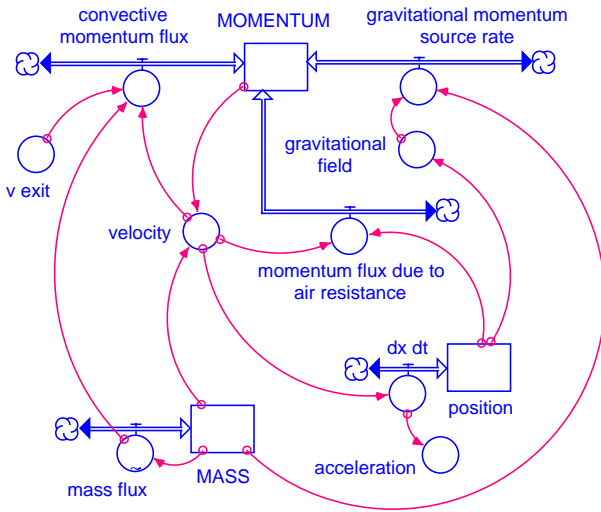 convective
momentum flux
MOMENTUM
gravitational momentum
source rate
gravitational
field
v exit
velocity
momentum flux due to
air resistance
dx dt
position
acceleration
MASS
mass flux
~